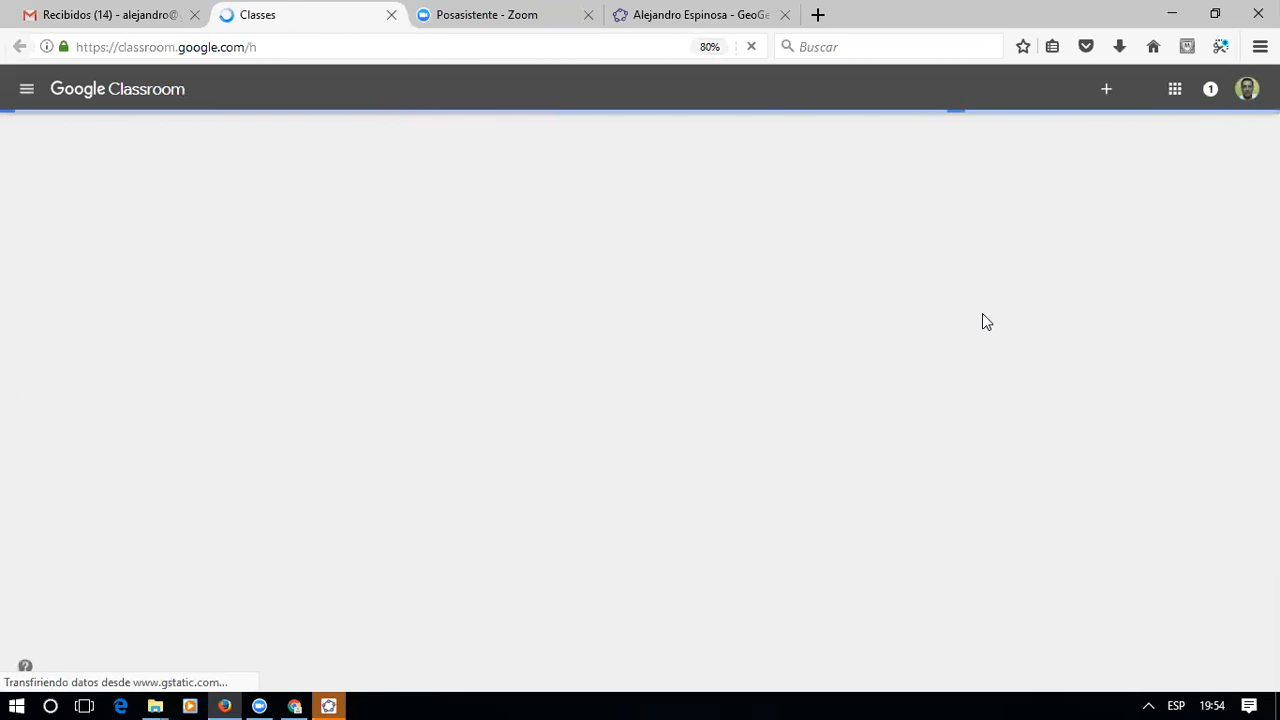 Recibidos (14) - alejandro@
Classes
Posasistente - Zoom
Alejandro Espinosa - GeoGe
https://classroom.google.com/h
80%
Buscar
Google Classroom
1
Transfiriendo datos desde www.gstatic.com...
ESP
19:54